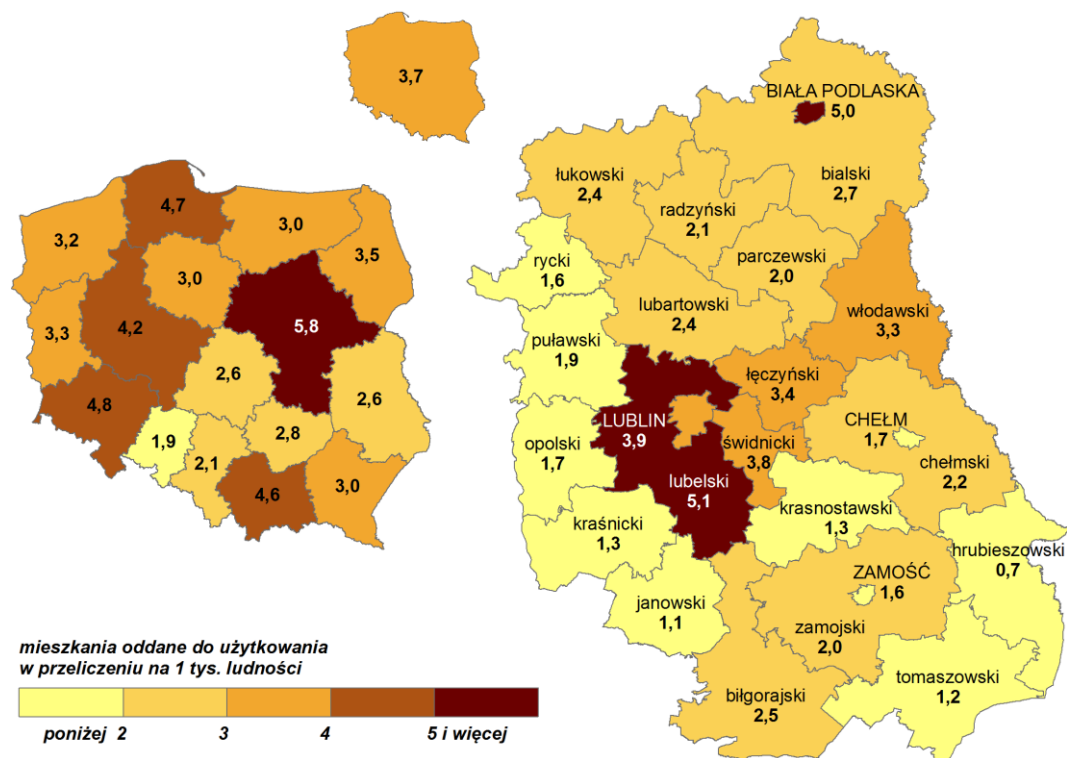 3,7
4,7
3,2
3,0
3,5
3,0
3,3
4,2
5,8
2,6
2,6
4,8
1,9
2,8
2,1
4,6
3,0
BIAŁA PODLASKA
5,0
łukowski
2,4
bialski
2,7
radzyński
2,1
parczewski
2,0
rycki
1,6
lubartowski
2,4
włodawski
3,3
puławski
1,9
łęczyński
3,4
LUBLIN
3,9
CHEŁM
1,7
opolski
1,7
świdnicki
3,8
chełmski
2,2
lubelski
5,1
krasnostawski
1,3
kraśnicki
1,3
hrubieszowski
0,7
ZAMOŚĆ
1,6
janowski
1,1
zamojski
2,0
tomaszowski
1,2
biłgorajski
2,5
mieszkania oddane do użytkowania
w przeliczeniu na 1 tys. ludności
poniżej 2 3 4 5 i więcej